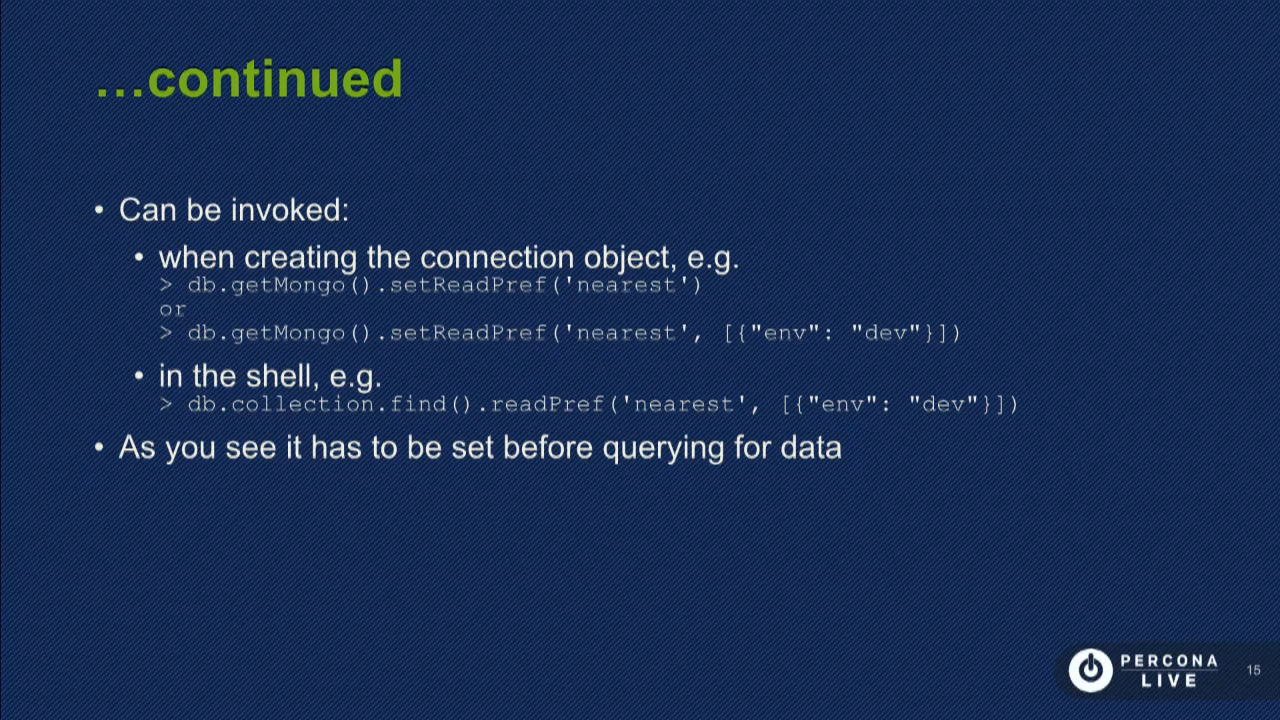 ...continued
• Can be invoked:
• when creating the connection object, e.g.
> db.getMongo().setReadPref('nearest')
or
> db.getMongo().setReadPref('nearest', [{"env": "dev"}])
• in the shell, e.g.
> db.collection.find().readPref('nearest', [{"env": "dev"}])
• As you see it has to be set before querying for data
PERCONA
LIVE
15